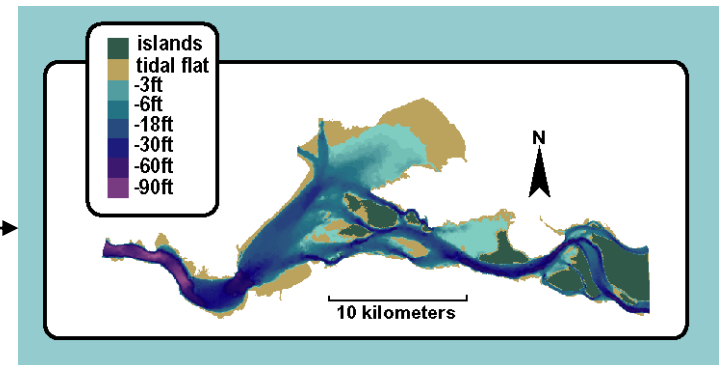 islands
tidal flat
-3ft
-6ft
-18ft
-30ft
-60ft
-90ft
N
10 kilometers